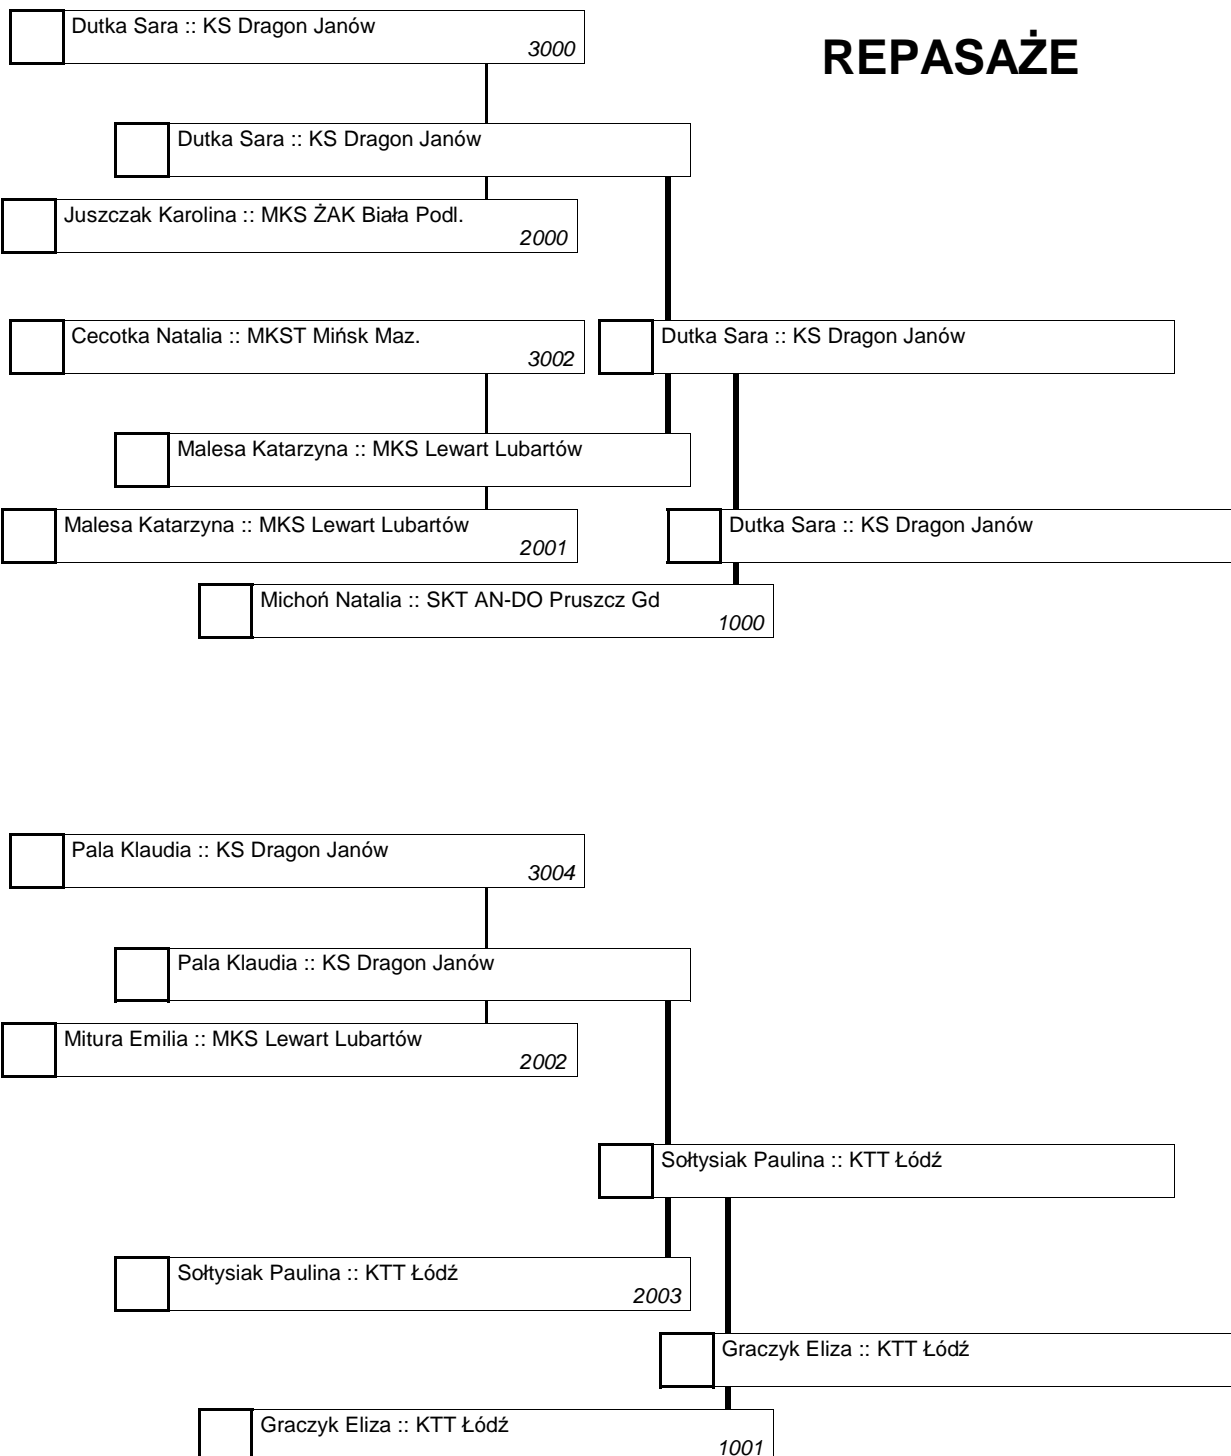 Dutka Sara :: KS Dragon Janów
3000
REPASAŻE
Dutka Sara :: KS Dragon Janów
Juszczak Karolina :: MKS ŻAK Biała Podl.
2000
Cecotka Natalia :: MKST Mińsk Maz.
3002
Dutka Sara :: KS Dragon Janów
Malesa Katarzyna :: MKS Lewart Lubartów
Malesa Katarzyna :: MKS Lewart Lubartów
2001
Dutka Sara :: KS Dragon Janów
Michoń Natalia :: SKT AN-DO Pruszcz Gd
1000
Pala Klaudia :: KS Dragon Janów
3004
Pala Klaudia :: KS Dragon Janów
Mitura Emilia :: MKS Lewart Lubartów
2002
Sołtysiak Paulina :: KTT Łódź
Sołtysiak Paulina :: KTT Łódź
2003
Graczyk Eliza :: KTT Łódź
Graczyk Eliza :: KTT Łódź
1001